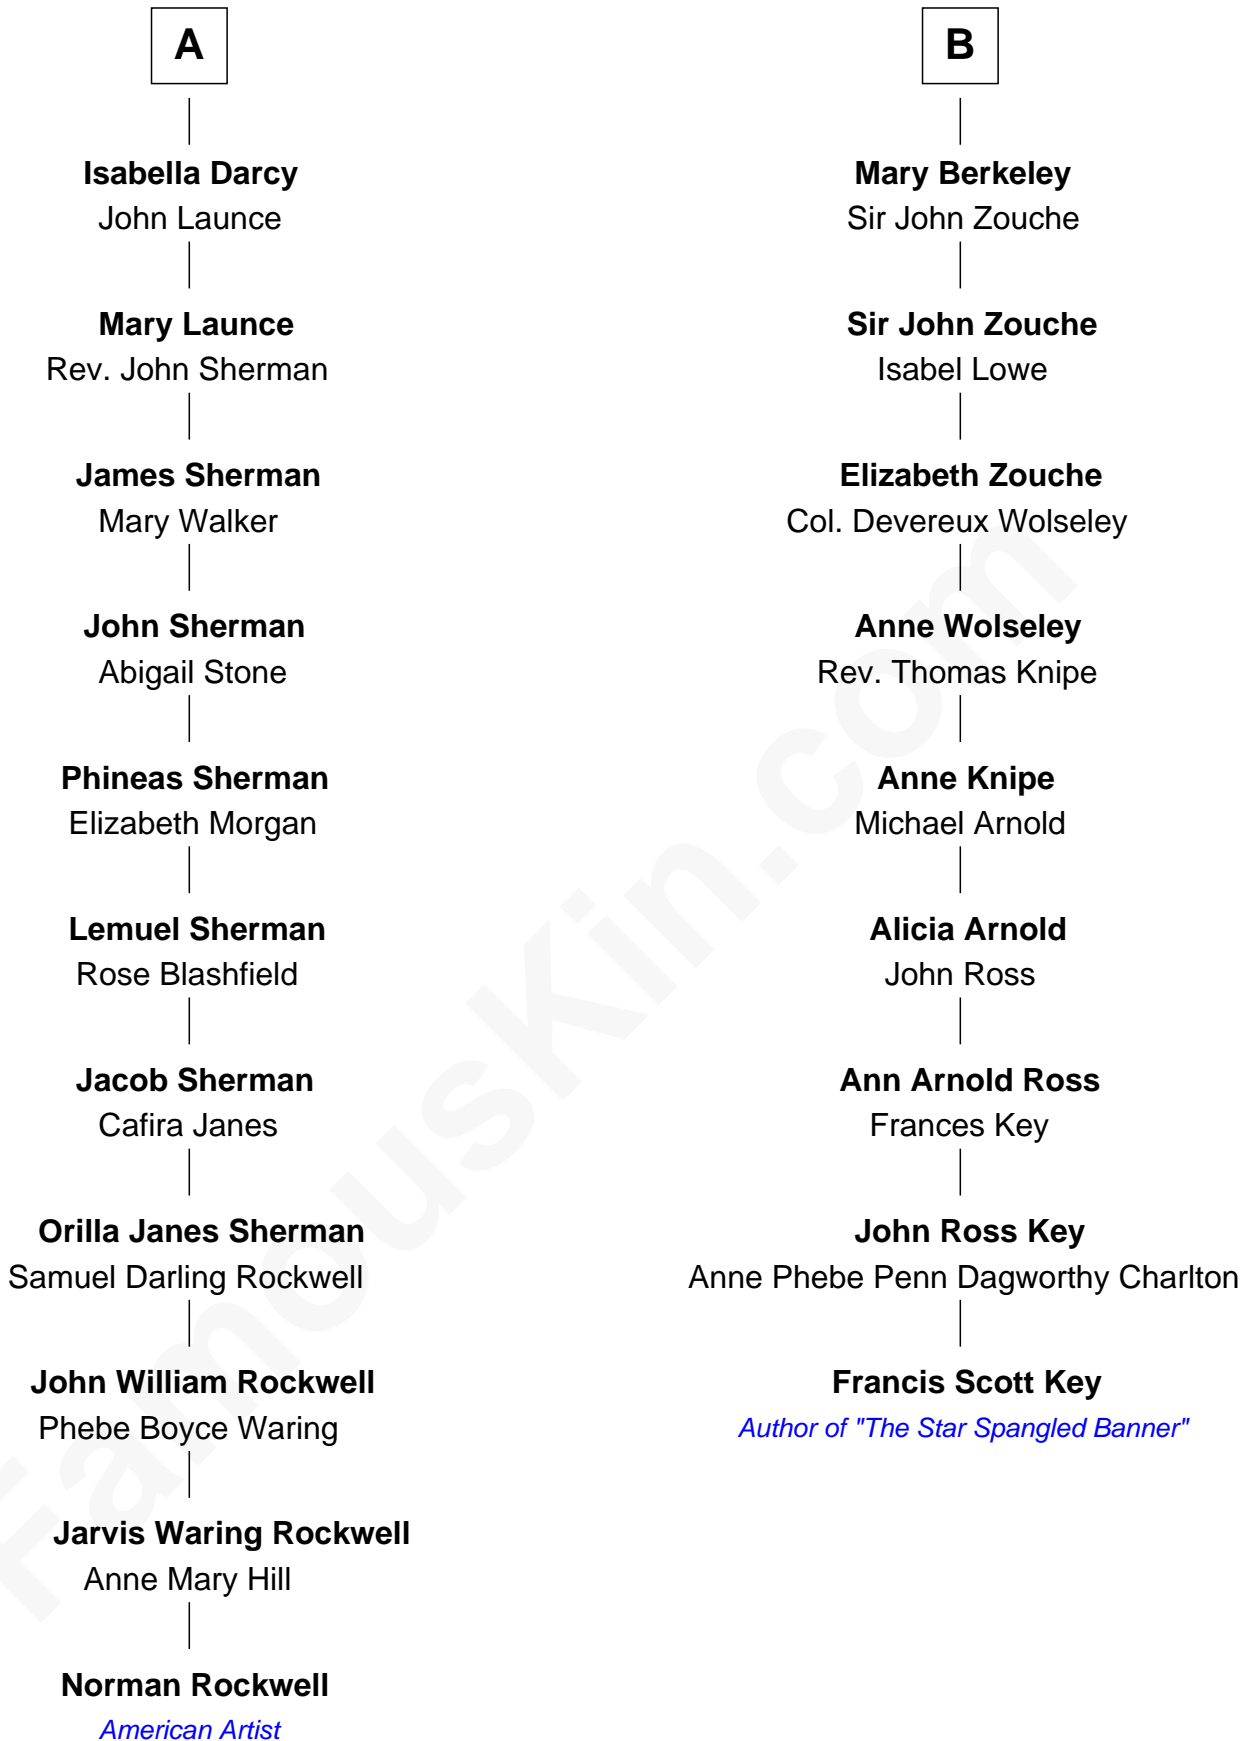 A
Isabella Darcy
John Launce
Mary Launce
Rev. John Sherman
James Sherman
Mary Walker
John Sherman
Abigail Stone
Phineas Sherman
Elizabeth Morgan
Lemuel Sherman
Rose Blashfield
Jacob Sherman
Cafira Janes
Orilla Janes Sherman
Samuel Darling Rockwell
John William Rockwell
Phebe Boyce Waring
Jarvis Waring Rockwell
Anne Mary Hill
Norman Rockwell
American Artist
B
Mary Berkeley
Sir John Zouche
Sir John Zouche
Isabel Lowe
Elizabeth Zouche
Col. Devereux Wolseley
Anne Wolseley
Rev. Thomas Knipe
Anne Knipe
Michael Arnold
Alicia Arnold
John Ross
Ann Arnold Ross
Frances Key
John Ross Key
Anne Phebe Penn Dagworthy Charlton
Francis Scott Key
Author of "The Star Spangled Banner"
FamousKin.com